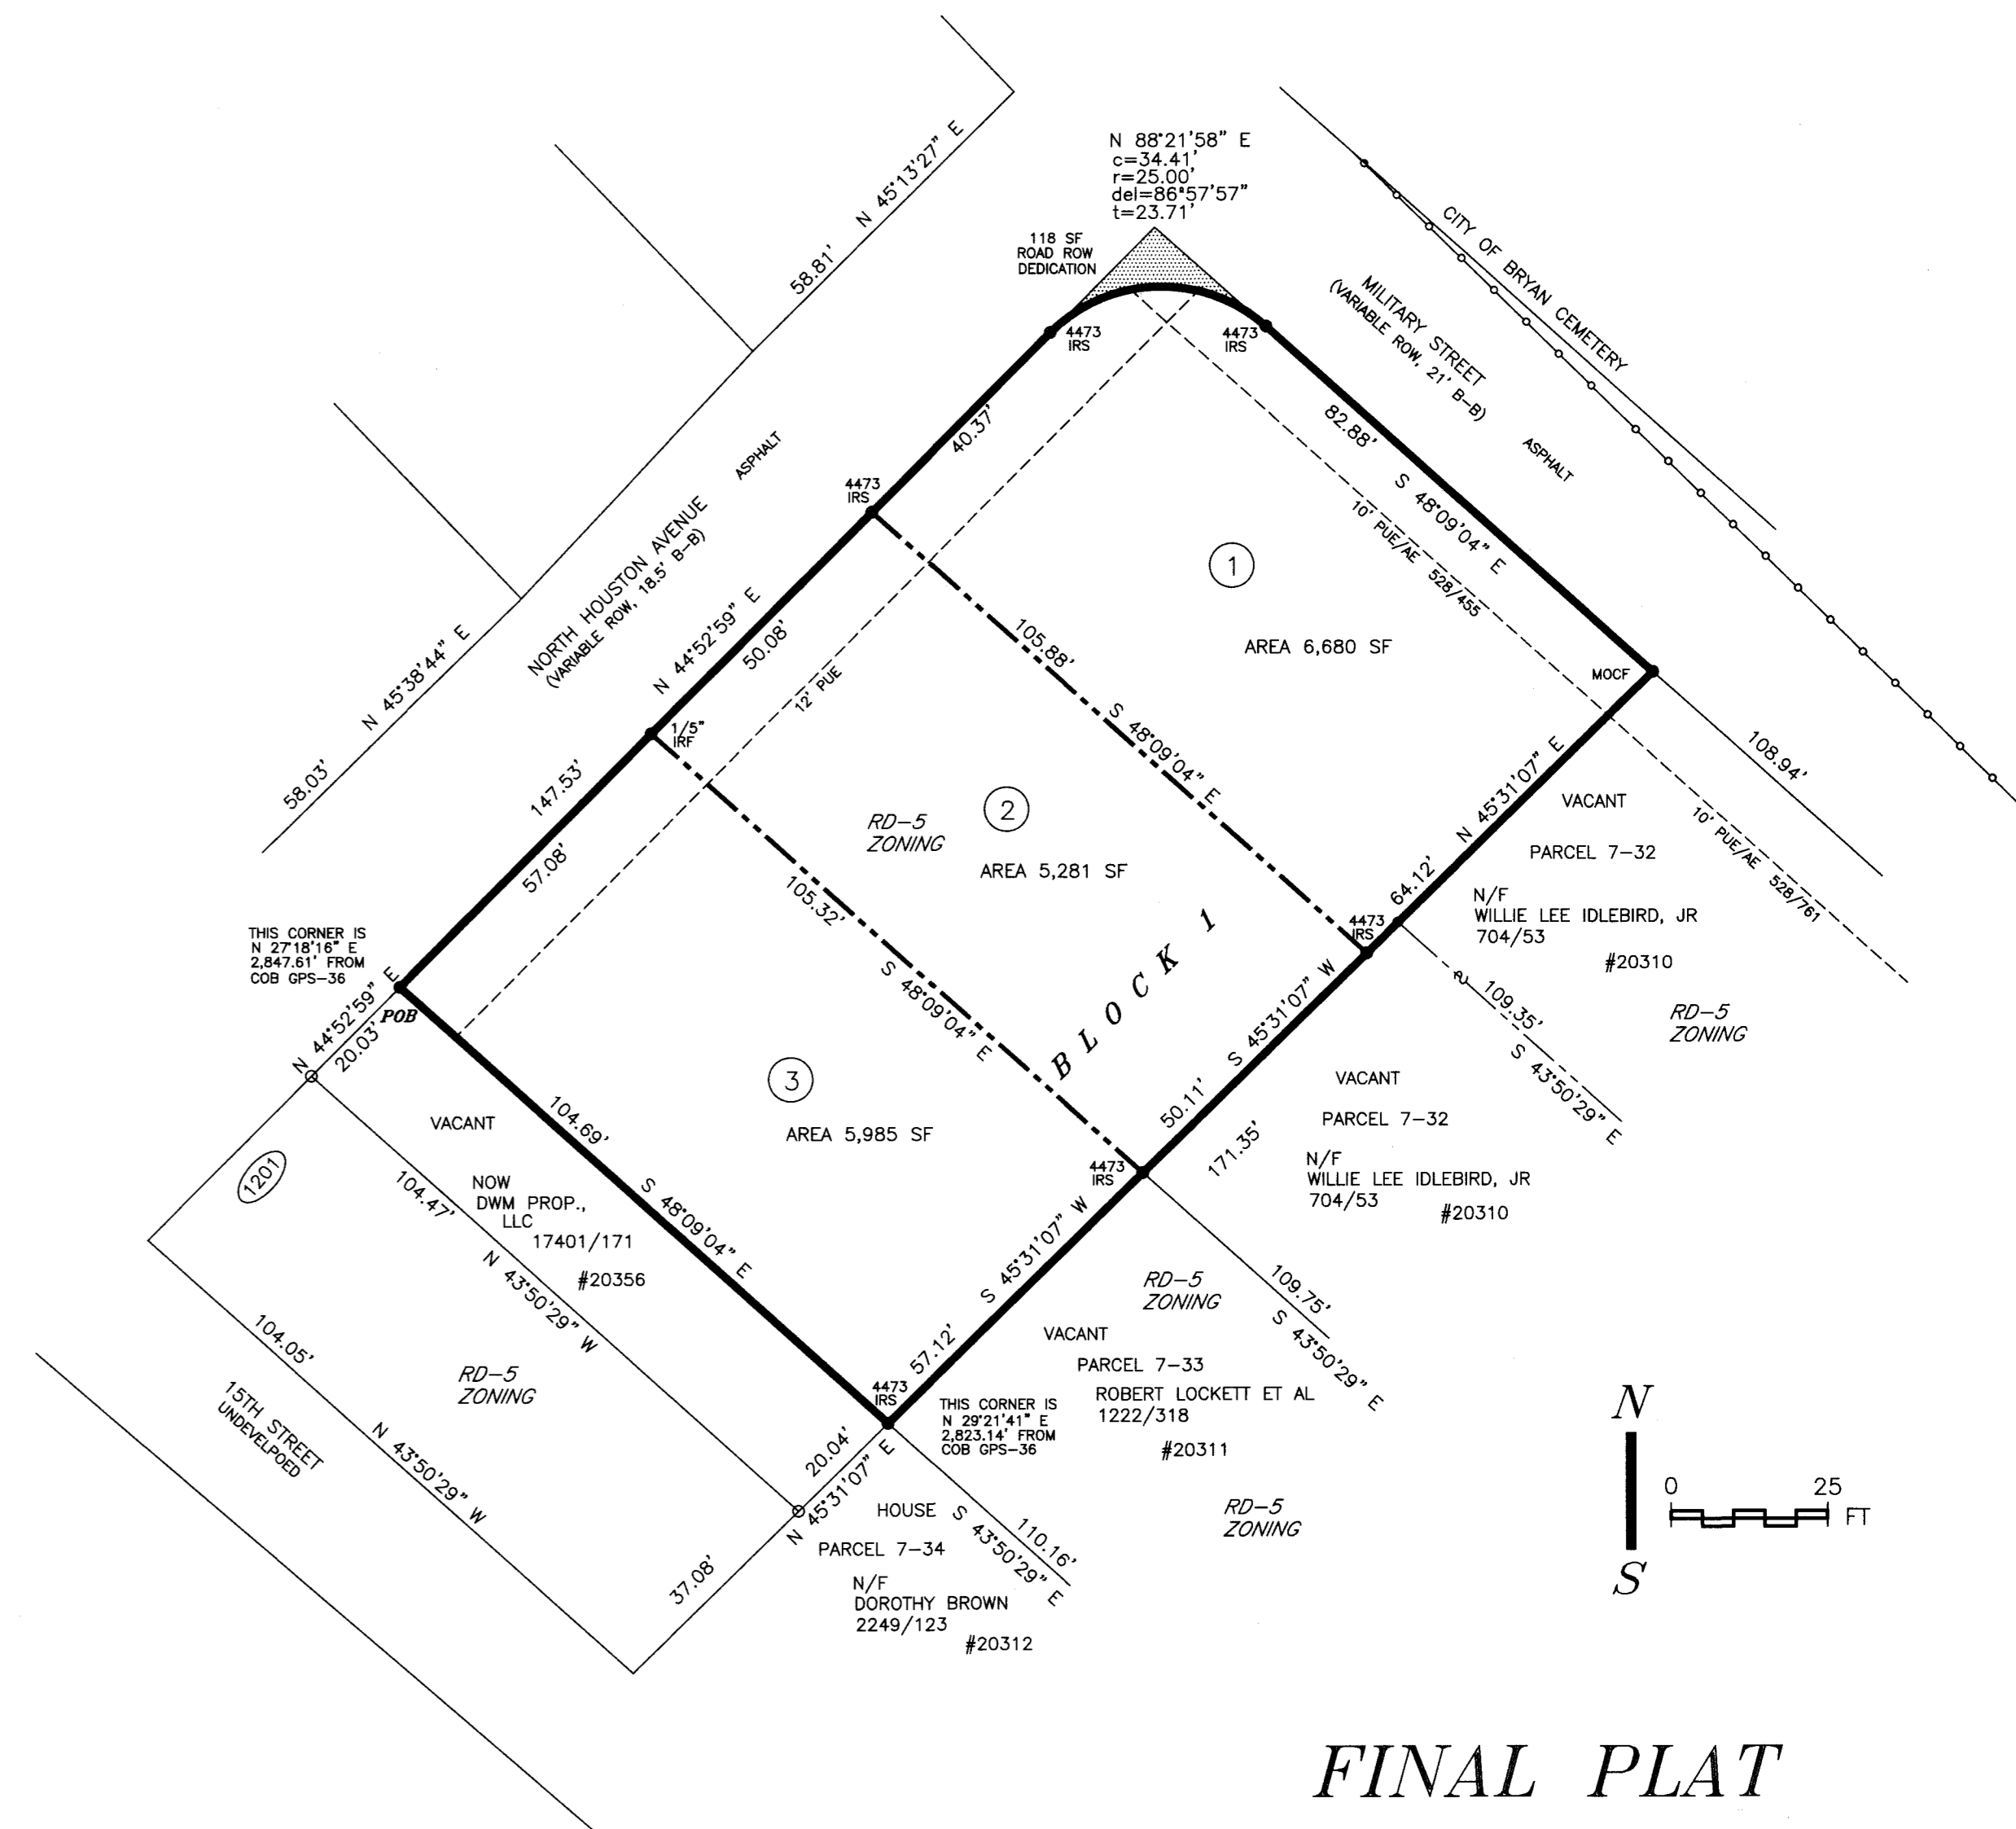 N 45°13'27" E
58.81'
N 88°21'58" E
c=34.41'
r=25.00'
del=86°57'57"
t=23.71'
118 SF
ROAD ROW
DEDICATION
CITY OF BRYAN CEMETERY
MILITARY STREET
(VARIABLE ROW, 21' B-B)
ASPHALT
4473
IRS
4473
IRS
82.88'
S 48°09'04" E
10' PUE/AE 528/455
40.37'
ASPHALT
4473
IRS
NORTH HOUSTON AVENUE
(VARIABLE ROW, 18.5' B-B)
N 45°38'44" E
58.03'
N 44°52'59" E
50.08'
12' PUE
1
AREA 6,680 SF
105.88'
S 48°09'04" E
MOCF
108.94'
1/5"
IRF
147.53'
57.08'
2
RD-5
ZONING
AREA 5,281 SF
105.32'
S 48°09'04" E
BLOCK 1
N 45°31'07" E
64.12'
VACANT
PARCEL 7-32
N/F
WILLIE LEE IDLEBIRD, JR
704/53
#20310
10' PUE/AE 528/761
RD-5
ZONING
4473
IRS
109.35'
S 43°50'29" E
THIS CORNER IS
N 27°18'16" E
2,847.61' FROM
COB GPS-36
POB
N 44°52'59" E
20.03'
3
AREA 5,985 SF
104.69'
S 48°09'04" E
S 45°31'07" W
50.11'
171.35'
VACANT
PARCEL 7-32
N/F
WILLIE LEE IDLEBIRD, JR
704/53
#20310
4473
IRS
VACANT
NOW
DWM PROP.,
LLC
17401/171
#20356
1201
104.47'
N 43°50'29" W
S 45°31'07" W
57.12'
109.75'
S 43°50'29" E
RD-5
ZONING
VACANT
PARCEL 7-33
ROBERT LOCKETT ET AL
1222/318
#20311
RD-5
ZONING
4473
IRS
THIS CORNER IS
N 29°21'41" E
2,823.14' FROM
COB GPS-36
RD-5
ZONING
104.05'
N 43°50'29" W
15TH STREET
UNDEVELPOED
20.04'
N 45°31'07" E
37.08'
HOUSE
PARCEL 7-34
N/F
DOROTHY BROWN
2249/123
#20312
110.16'
S 43°50'29" E
N
S
0 25
FT
FINAL PLAT